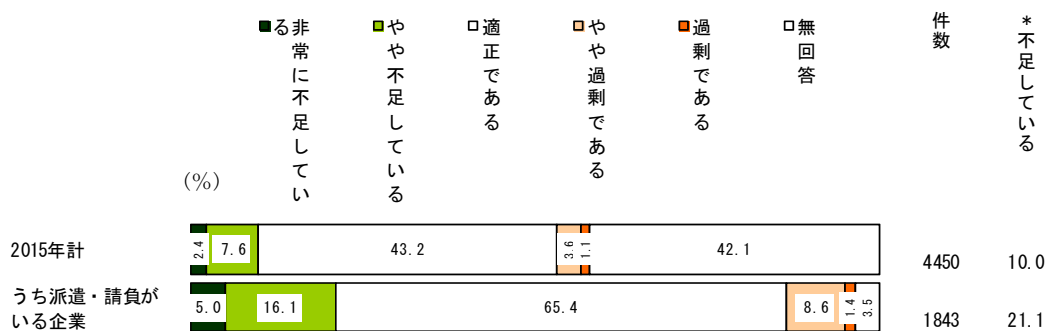 ■非常に不足している
■やや不足している
□適正である
■やや過剰である
■過剰である
□無回答
件数
*不足している
(%)
2015年計
2.4 7.6 43.2 3.6 1.1 42.1
4450 10.0
うち派遣・請負が
いる企業
5.0 16.1 65.4 8.6 1.4 3.5
1843 21.1